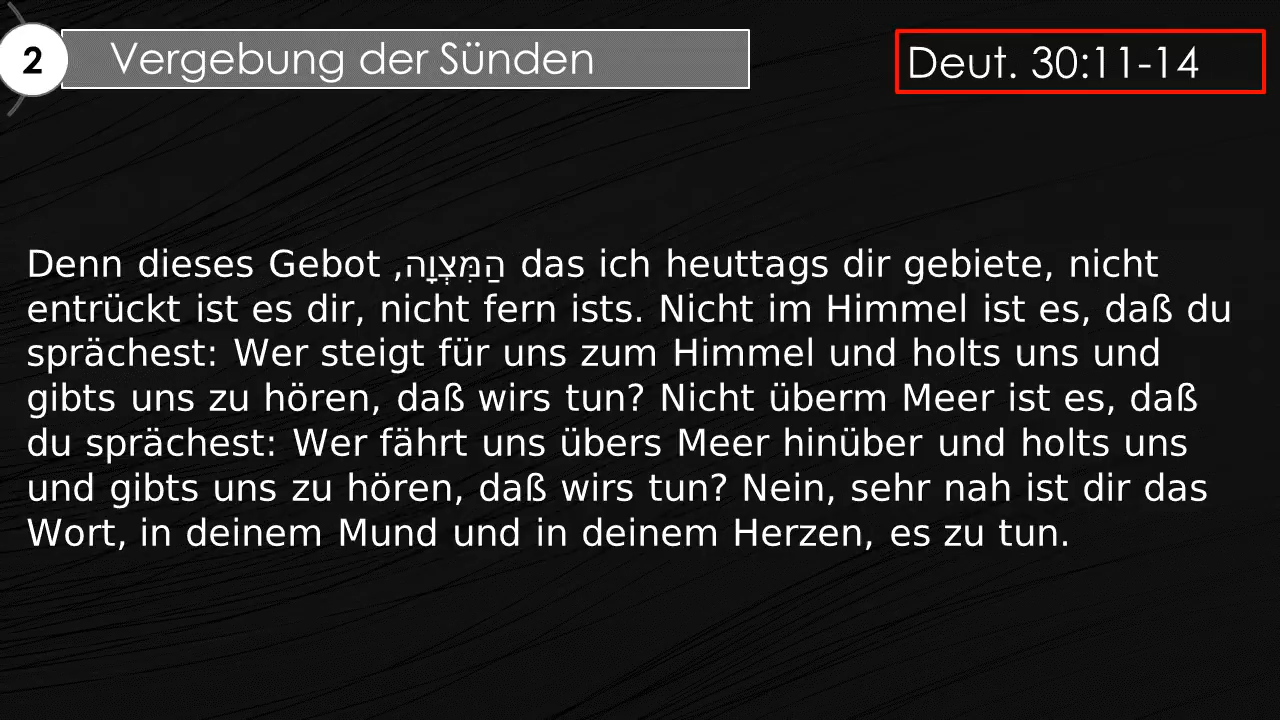 2
Vergebung der Sünden
Deut. 30:11-14
Denn dieses Gebot הַמִּצְוָה, das ich heuttags dir gebiete, nicht
entrückt ist es dir, nicht fern ists. Nicht im Himmel ist es, daß du
sprächest: Wer steigt für uns zum Himmel und holts uns und
gibts uns zu hören, daß wirs tun? Nicht überm Meer ist es, daß
du sprächest: Wer fährt uns übers Meer hinüber und holts uns
und gibts uns zu hören, daß wirs tun? Nein, sehr nah ist dir das
Wort, in deinem Mund und in deinem Herzen, es zu tun.